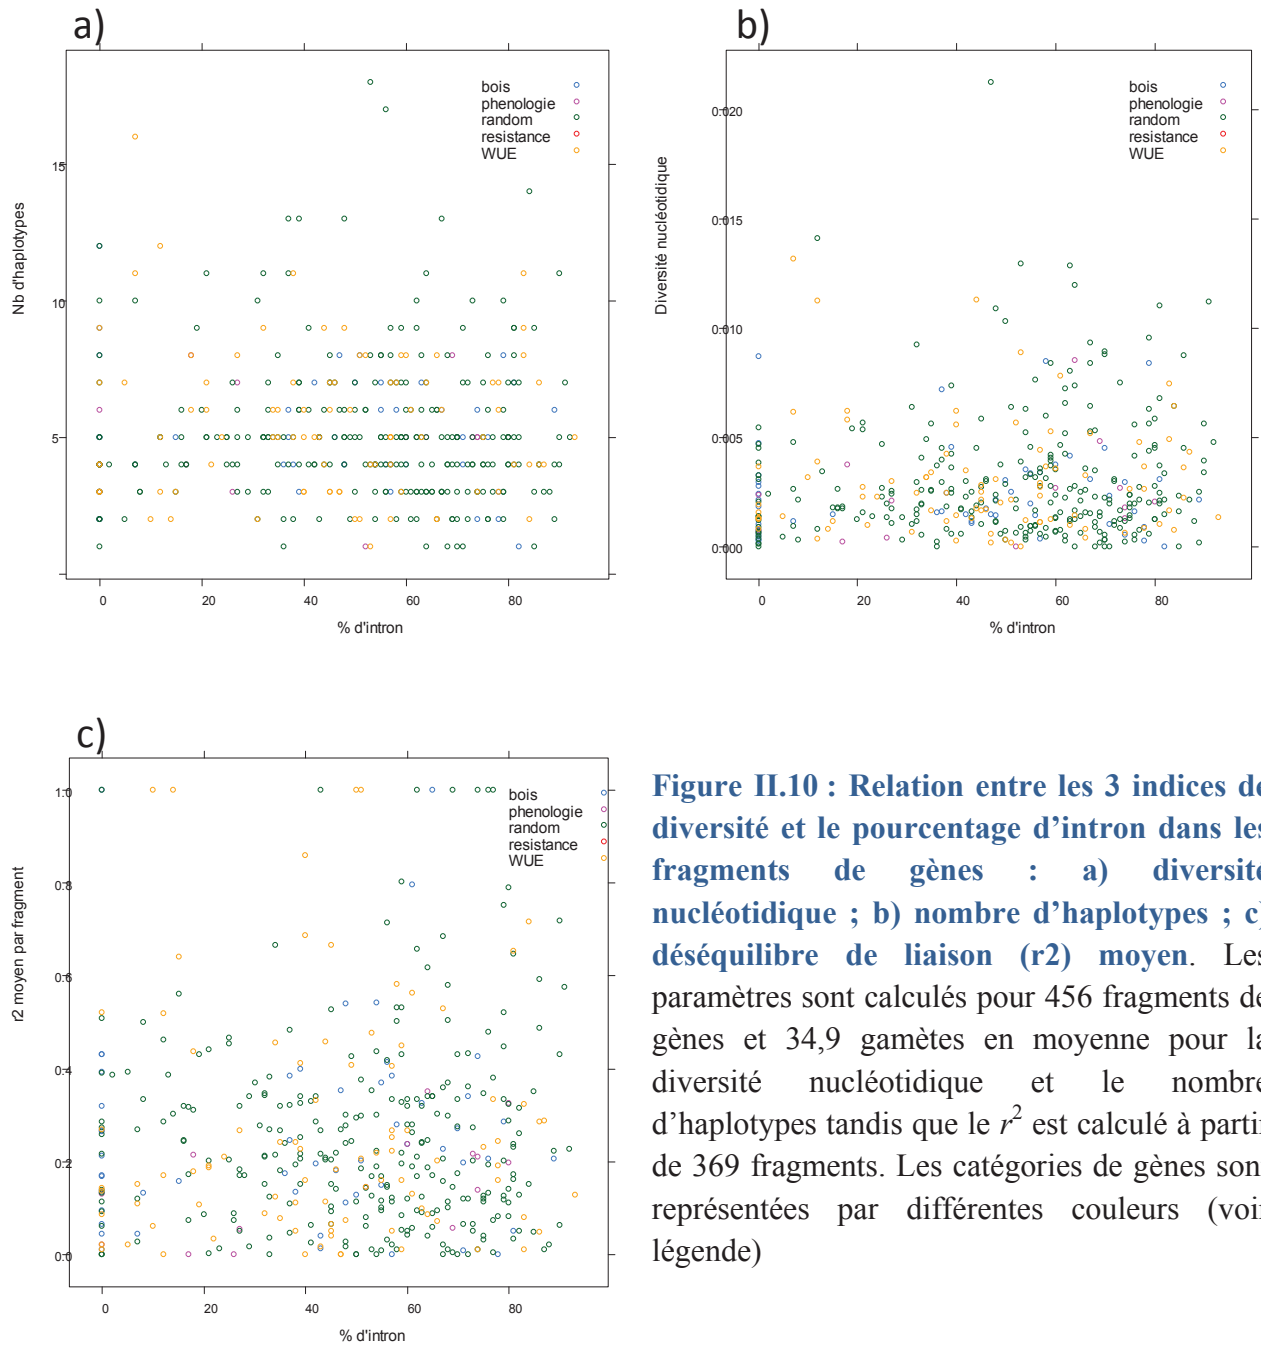 a)
bois
phenologie
random
resistance
WUE
15
10
5
Nb d'haplotypes
0 20 40 60 80
% d'intron
b)
bois
phenologie
random
resistance
WUE
0.020
0.015
0.010
0.005
0.000
Diversité nucléotidique
0 20 40 60 80
% d'intron
c)
bois
phenologie
random
resistance
WUE
1.0
0.8
0.6
0.4
0.2
0.0
r2 moyen par fragment
0 20 40 60 80
% d'intron
Figure II.10 : Relation entre les 3 indices de
diversité et le pourcentage d'intron dans les
fragments de gènes : a) diversité
nucléotidique ; b) nombre d'haplotypes ; c)
déséquilibre de liaison (r2) moyen. Les
paramètres sont calculés pour 456 fragments de
gènes et 34,9 gamètes en moyenne pour la
diversité nucléotidique et le nombre
d'haplotypes tandis que le r² est calculé à partir
de 369 fragments. Les catégories de gènes sont
représentées par différentes couleurs (voir
légende)